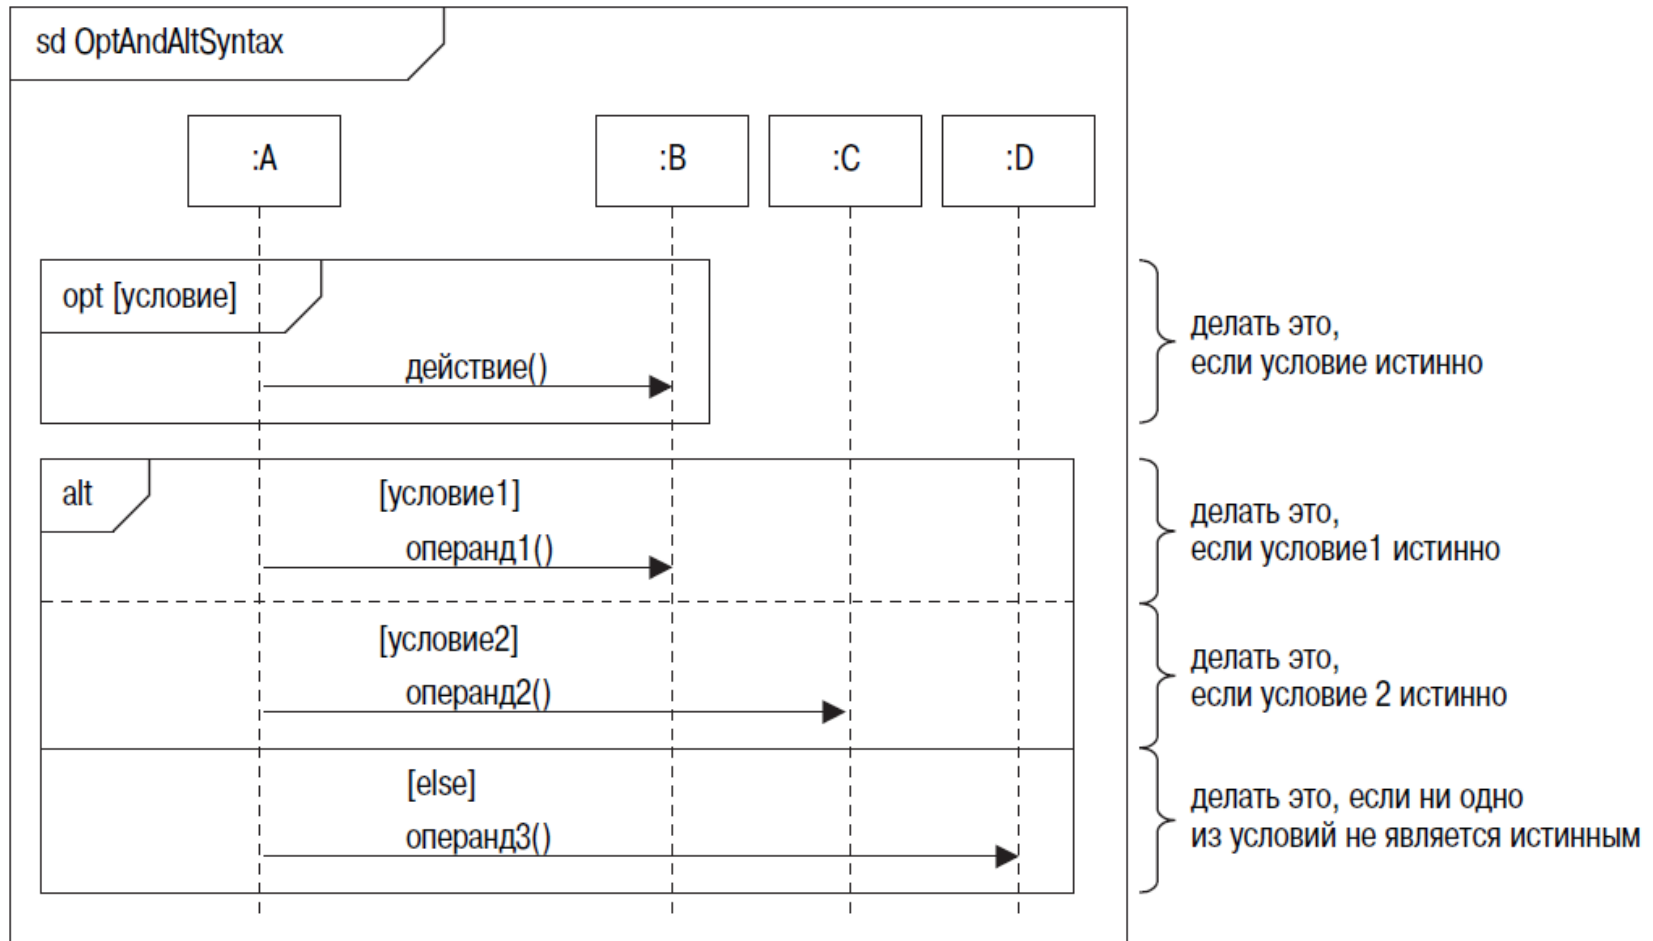 sd OptAndAltSyntax
:A
:B
:C
:D
opt [условие]
действие()
делать это,
если условие истинно
alt
[условие1]
операнд1()
делать это,
если условие1 истинно
[условие2]
операнд2()
делать это,
если условие 2 истинно
[else]
операнд3()
делать это, если ни одно
из условий не является истинным